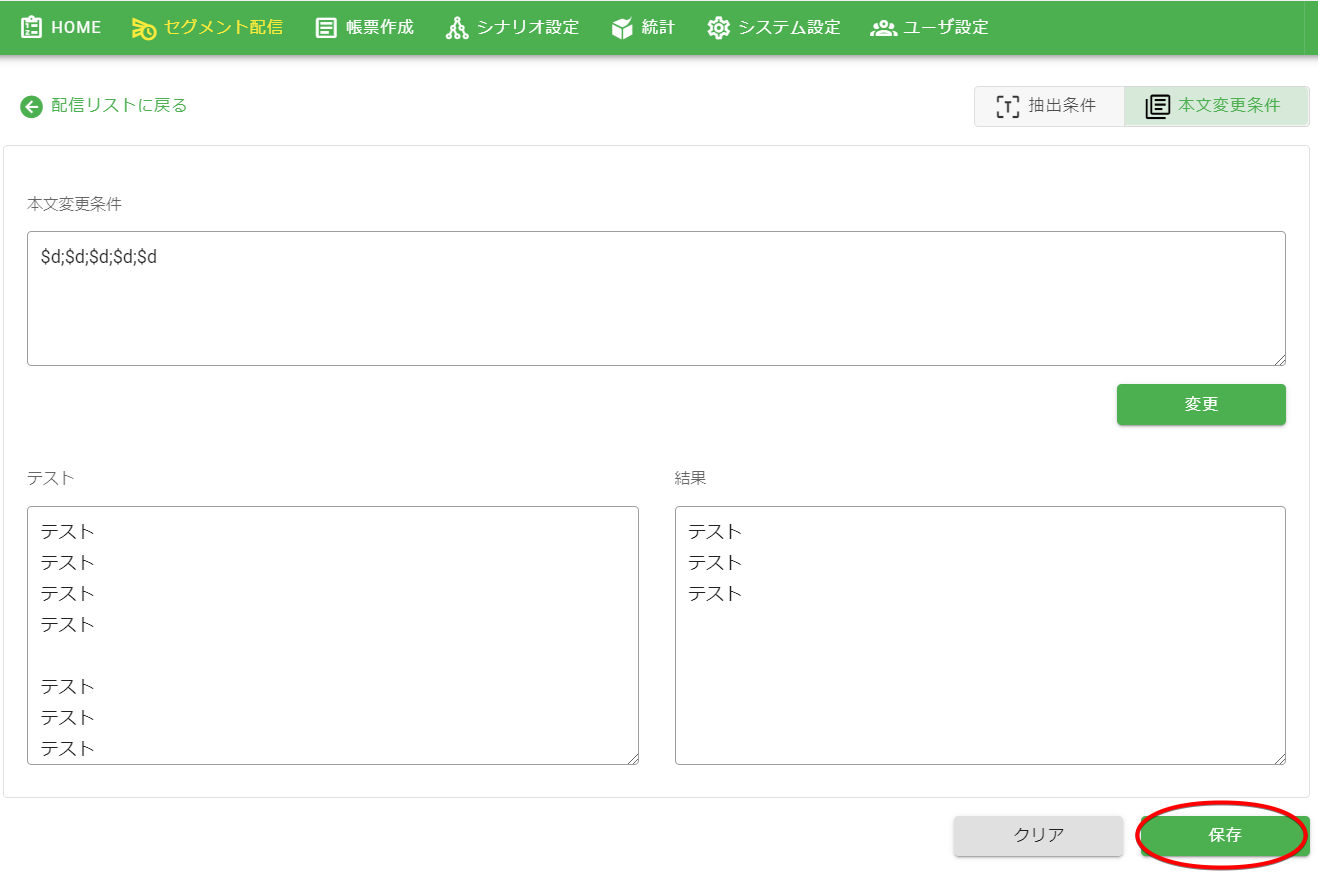 HOME セグメント配信 帳票作成 シナリオ設定 統計 システム設定 ユーザ設定
配信リストに戻る
抽出条件 本文変更条件
本文変更条件
$d;$d;$d;$d;$d
変更
テスト
テスト
テスト
テスト
テスト
テスト
テスト
テスト
結果
テスト
テスト
テスト
クリア 保存